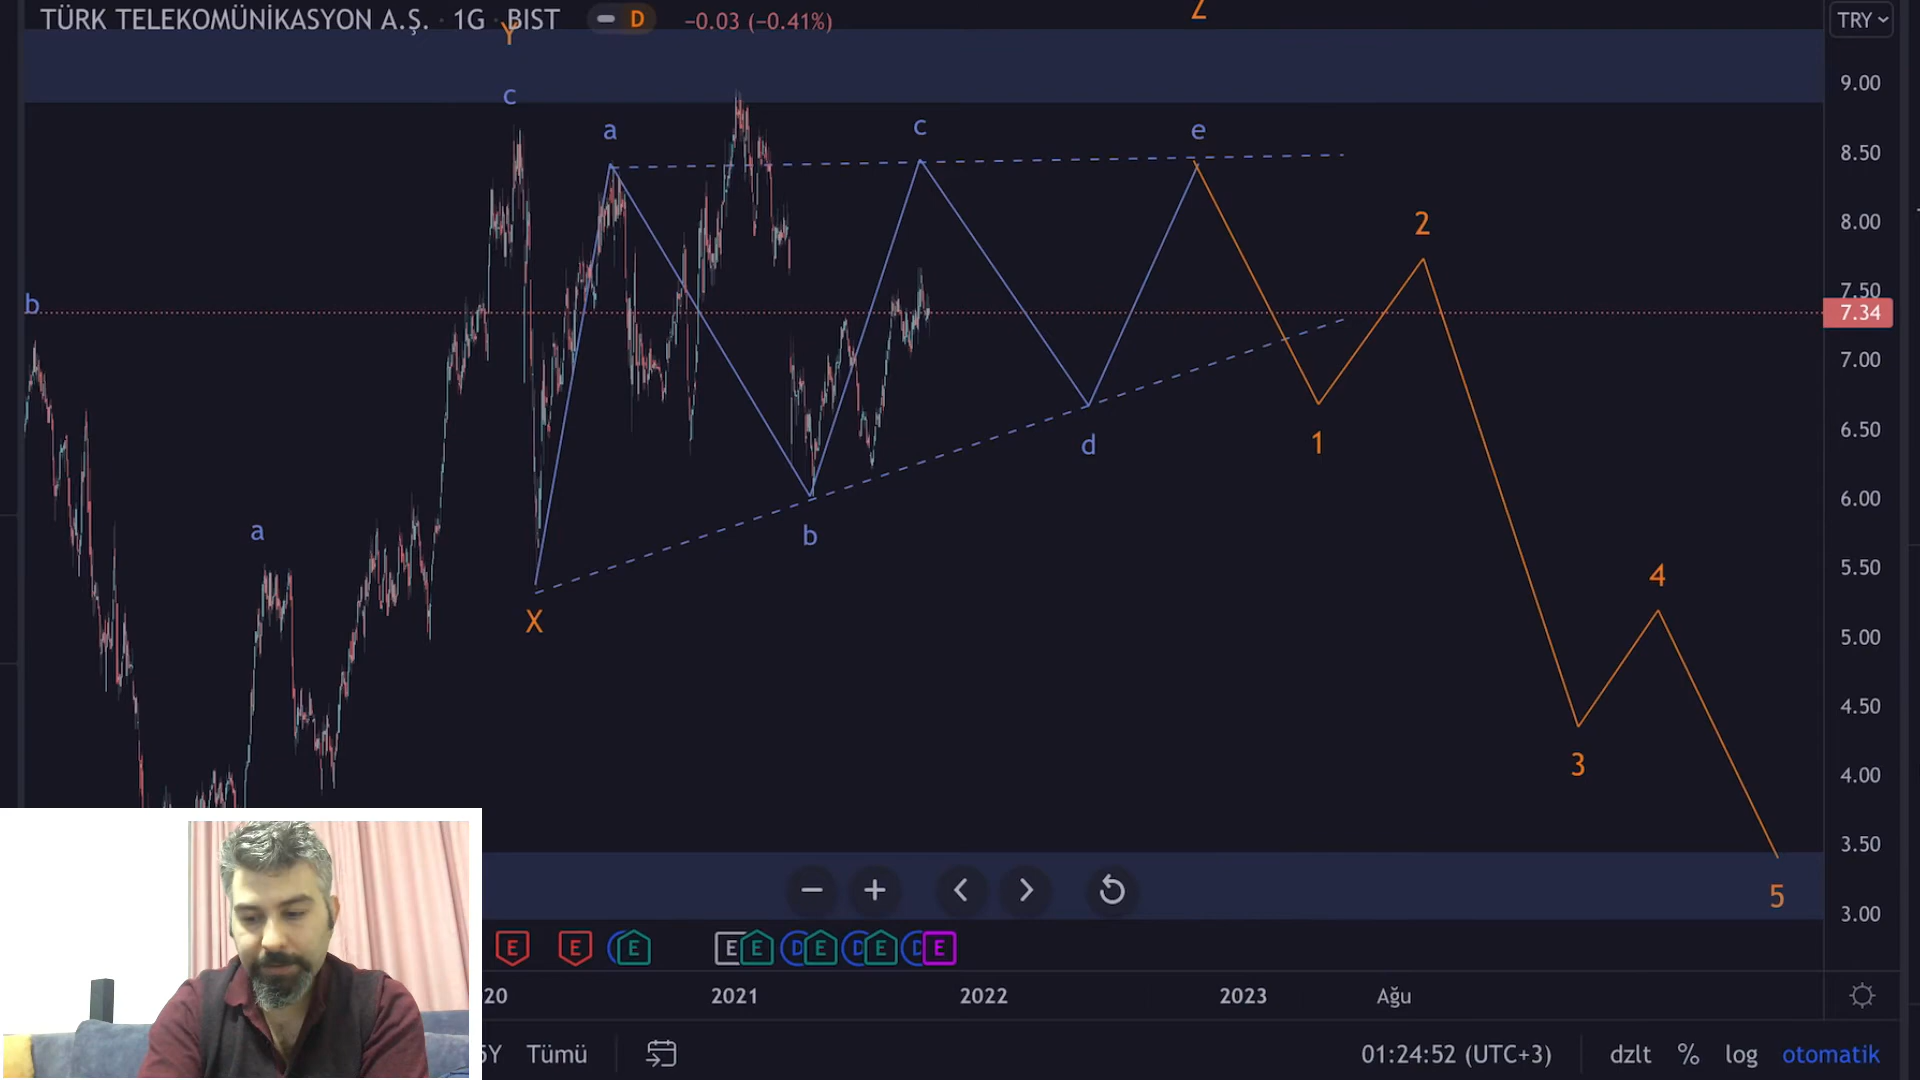 TÜRK TELEKOMÜNİKASYON A.Ş. · 1G · BIST D −0.03 (−0.41%)
TRY
Z
Y
9.00
c
a
c
e
8.50
8.00
2
b
7.50
7.34
7.00
6.50
1
d
6.00
a
b
5.50
4
X
5.00
4.50
3
4.00
3.50
5
3.00
E E E E E D E D E D E
20 2021 2022 2023 Ağu
5Y Tümü 01:24:52 (UTC+3) dzlt % log otomatik